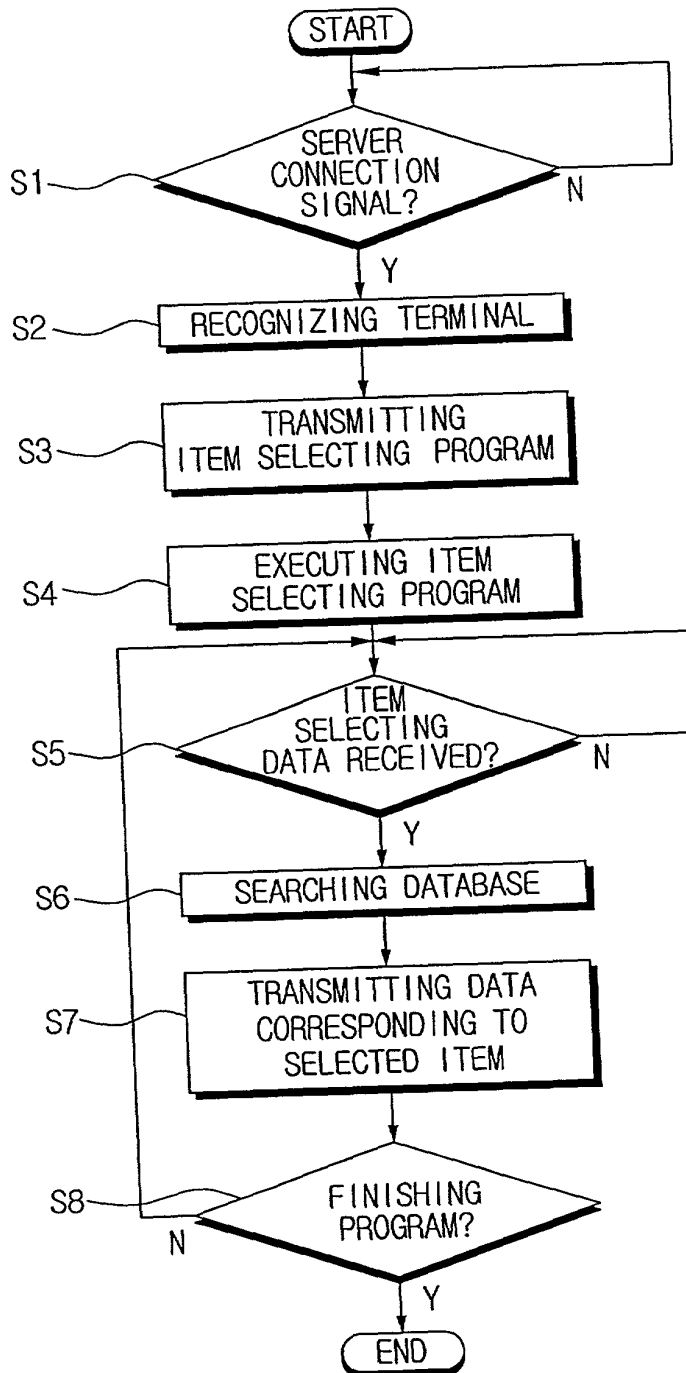 START
SERVER
CONNECTION
SIGNAL?
S1
N
Y
S2
RECOGNIZING TERMINAL
TRANSMITTING
ITEM SELECTING PROGRAM
S3
EXECUTING ITEM
SELECTING PROGRAM
S4
ITEM
SELECTING
DATA RECEIVED?
S5
N
Y
S6
SEARCHING DATABASE
TRANSMITTING DATA
CORRESPONDING TO
SELECTED ITEM
S7
FINISHING
PROGRAM?
S8
N
Y
END